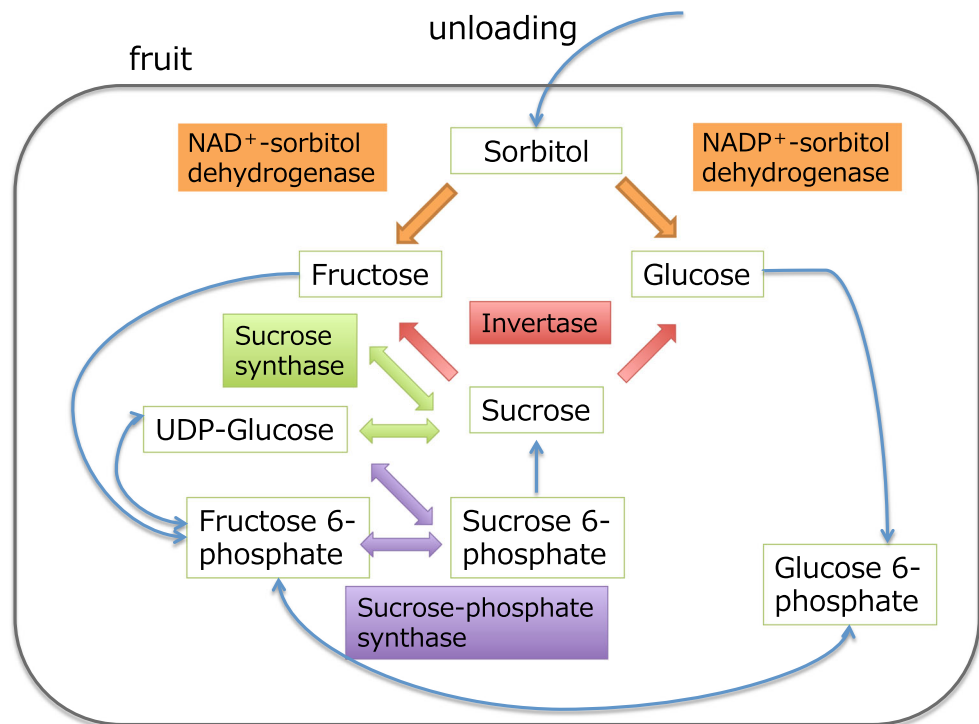 unloading
fruit
NAD⁺-sorbitol
dehydrogenase
Sorbitol
NADP⁺-sorbitol
dehydrogenase
Fructose
Glucose
Invertase
Sucrose
synthase
Sucrose
UDP-Glucose
Fructose 6-
phosphate
Sucrose 6-
phosphate
Glucose 6-
phosphate
Sucrose-phosphate
synthase